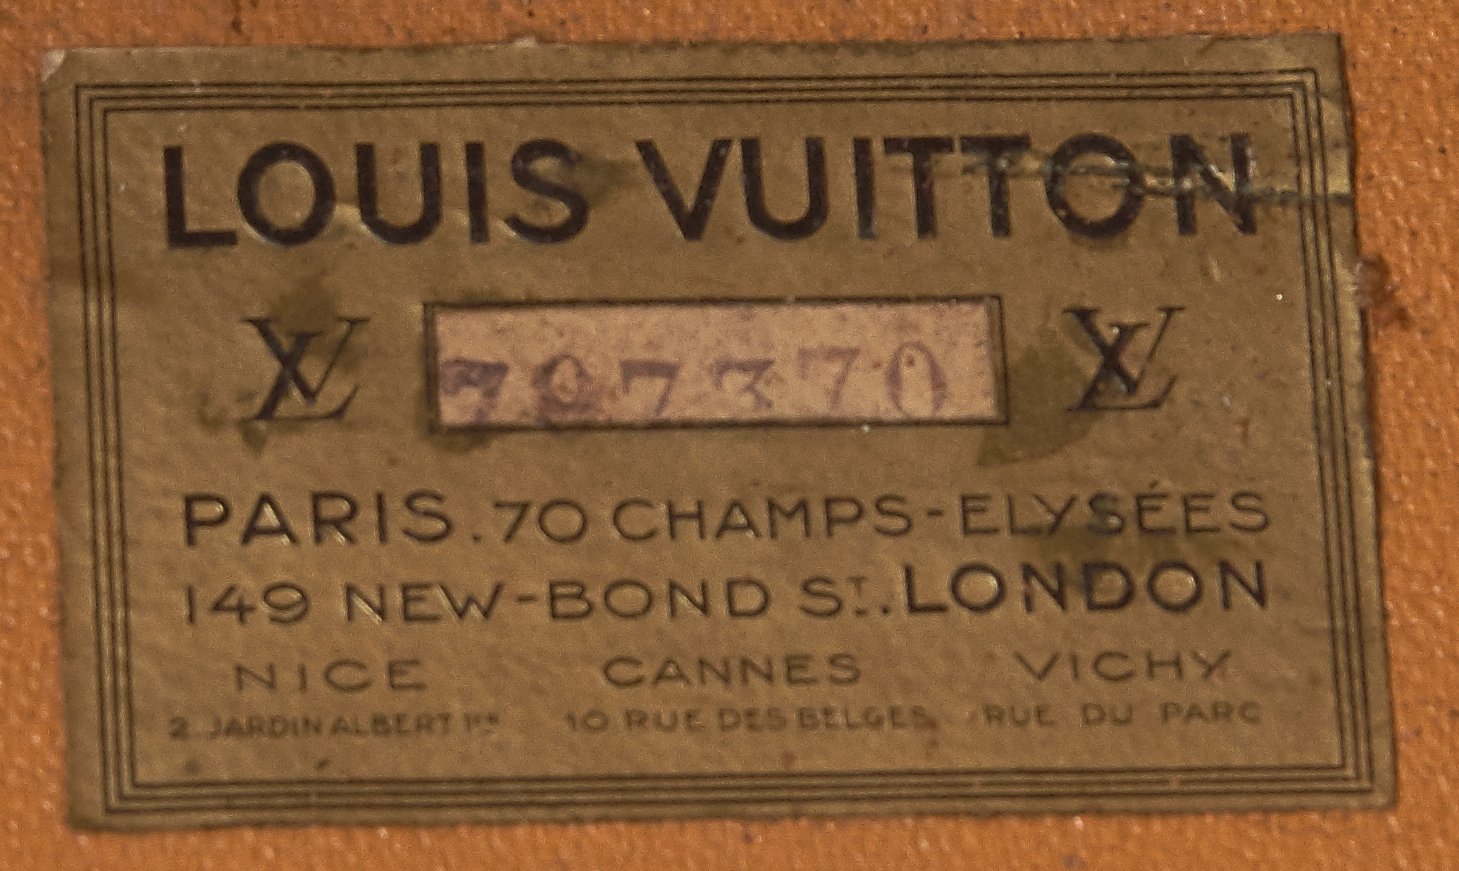 LOUIS VUITTON
LV LV
PARIS. 70 CHAMPS-ELYSÉES
149 NEW-BOND ST. LONDON
NICE CANNES VICHY
2 JARDIN ALBERT 1ER 10 RUE DES BELGES RUE DU PARC